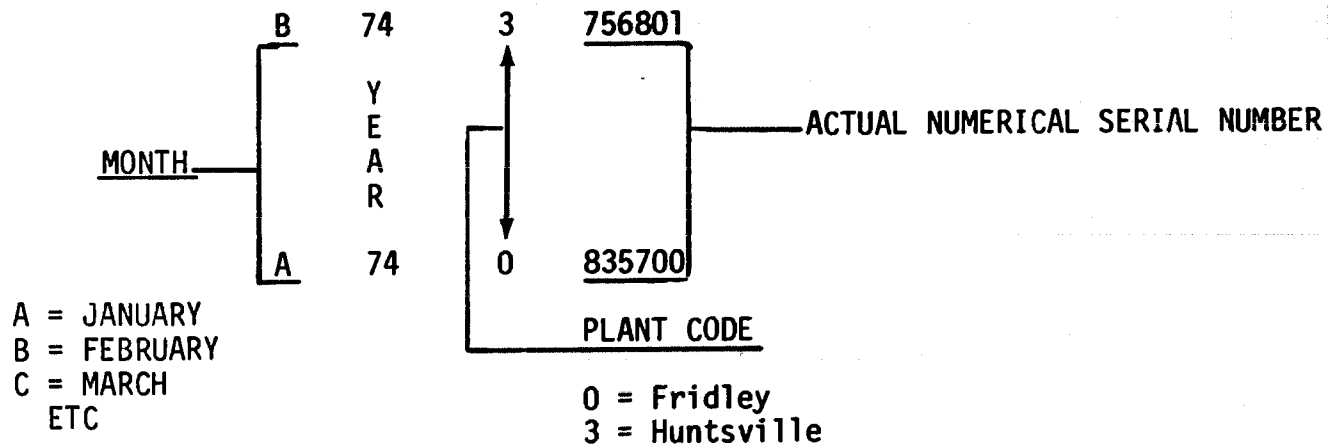 B 74 3 756801
YEAR
ACTUAL NUMERICAL SERIAL NUMBER
MONTH
A 74 0 835700
A = JANUARY
B = FEBRUARY
C = MARCH
ETC
PLANT CODE
0 = Fridley
3 = Huntsville